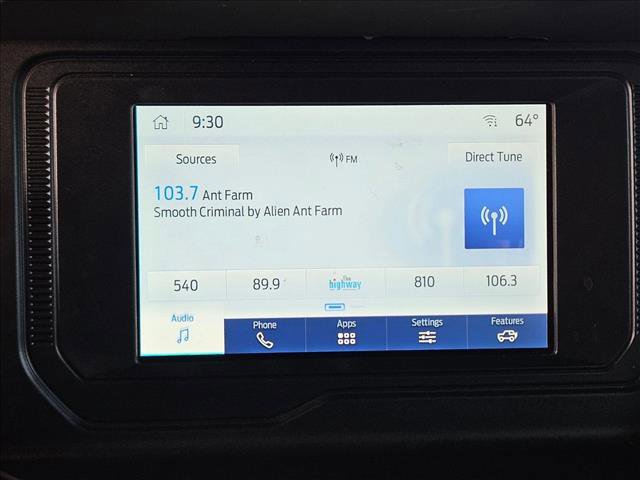 9:30 64°
Sources FM Direct Tune
103.7 Ant Farm
Smooth Criminal by Alien Ant Farm
540 89.9 The highway 810 106.3
Audio Phone Apps Settings Features